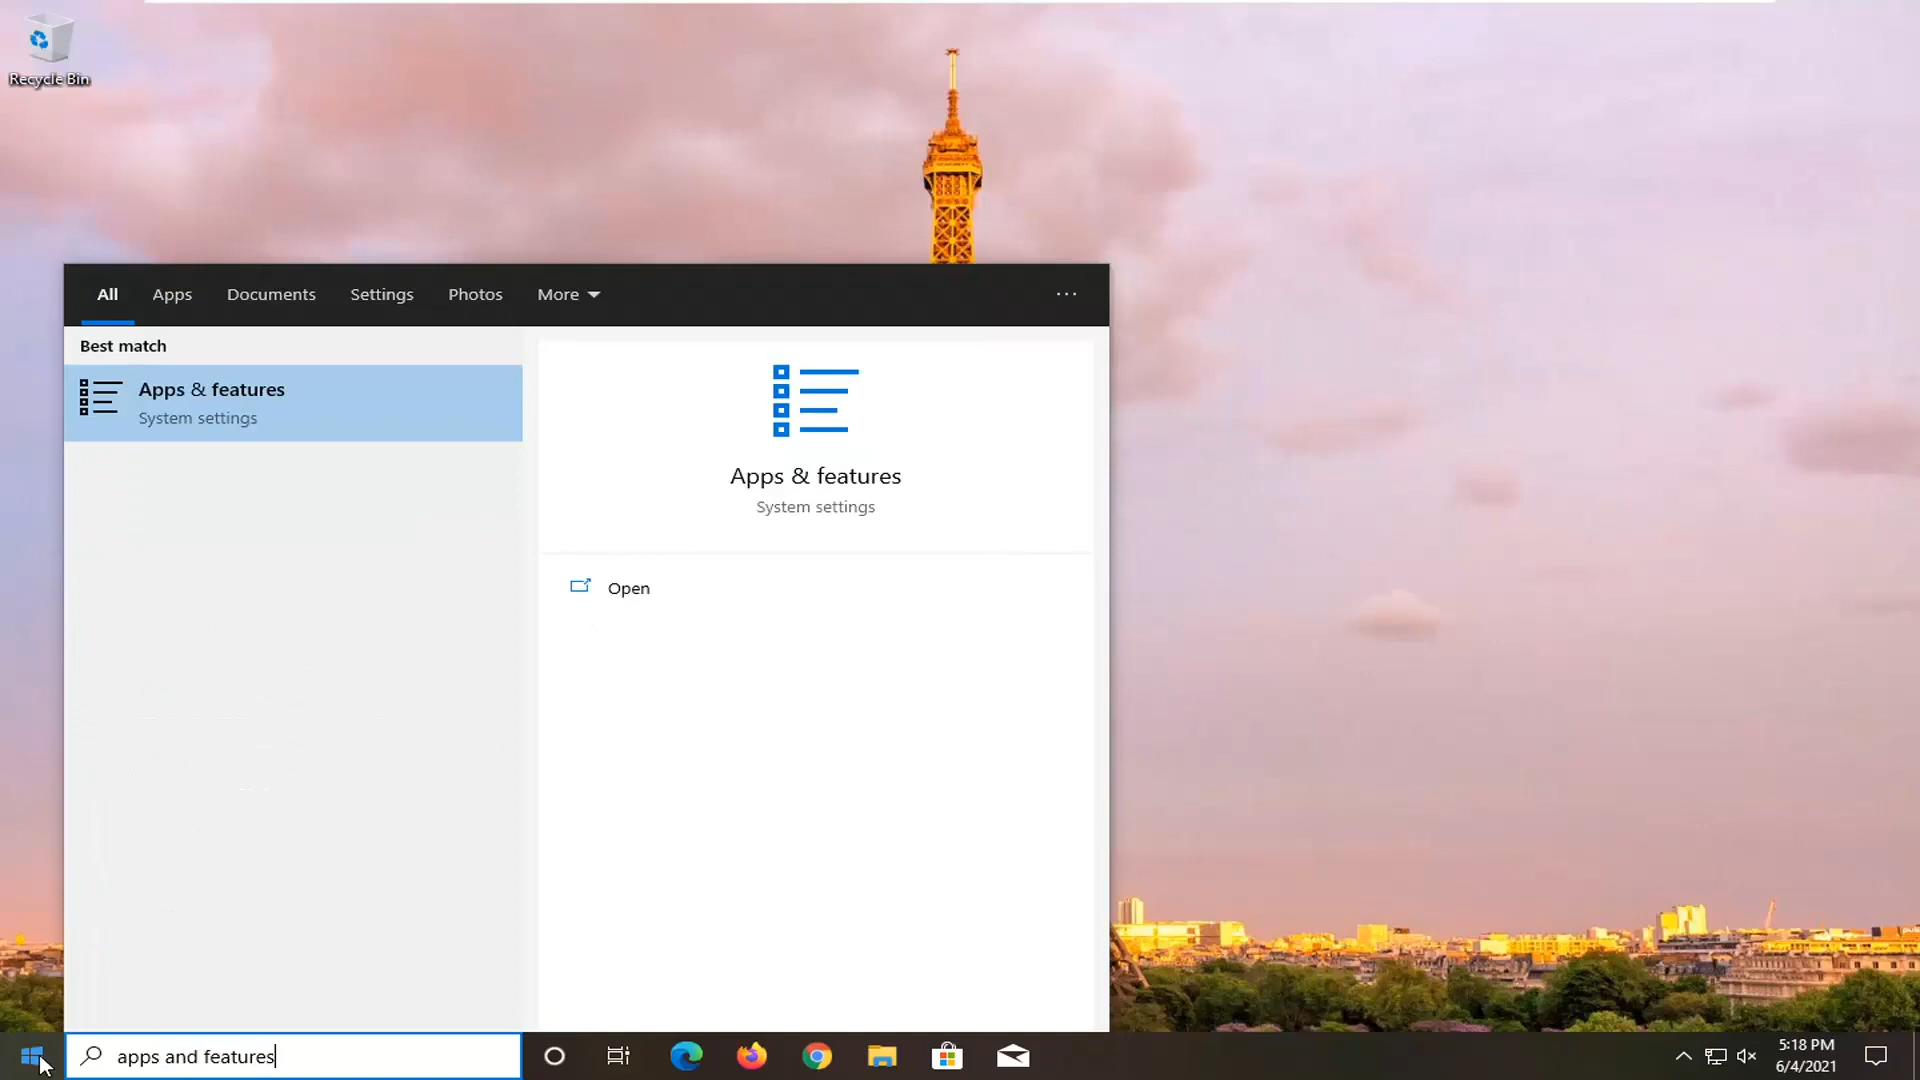 Recycle Bin
All Apps Documents Settings Photos More ...
Best match
Apps & features
System settings
Apps & features
System settings
Open
apps and features
5:18 PM
6/4/2021